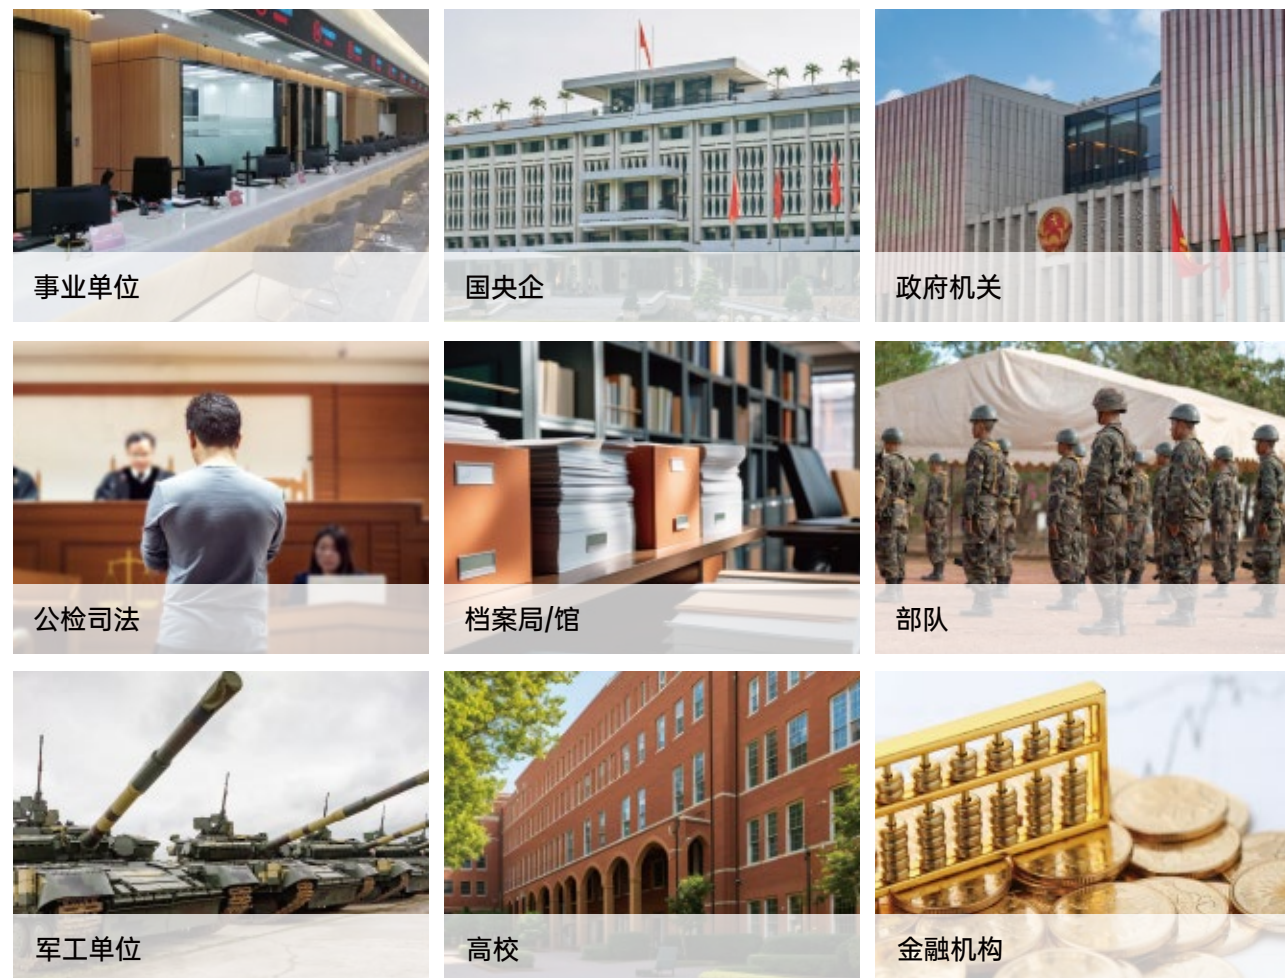 事业单位
国央企
政府机关
公检司法
档案局/馆
部队
军工单位
高校
金融机构